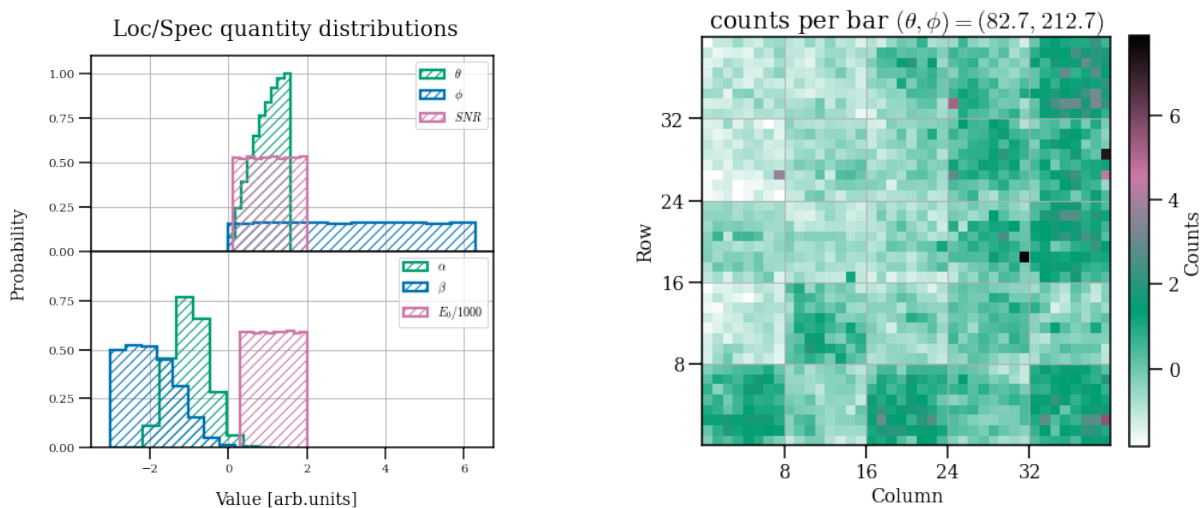 Loc/Spec quantity distributions
1.00
0.75
0.50
0.25
0.00
θ
ϕ
SNR
0.75
0.50
0.25
0.00
α
β
E₀/1000
−2
0
2
4
6
Probability
Value [arb.units]
counts per bar (θ, ϕ) = (82.7, 212.7)
32
24
16
8
Row
8
16
24
32
Column
6
4
2
0
Counts